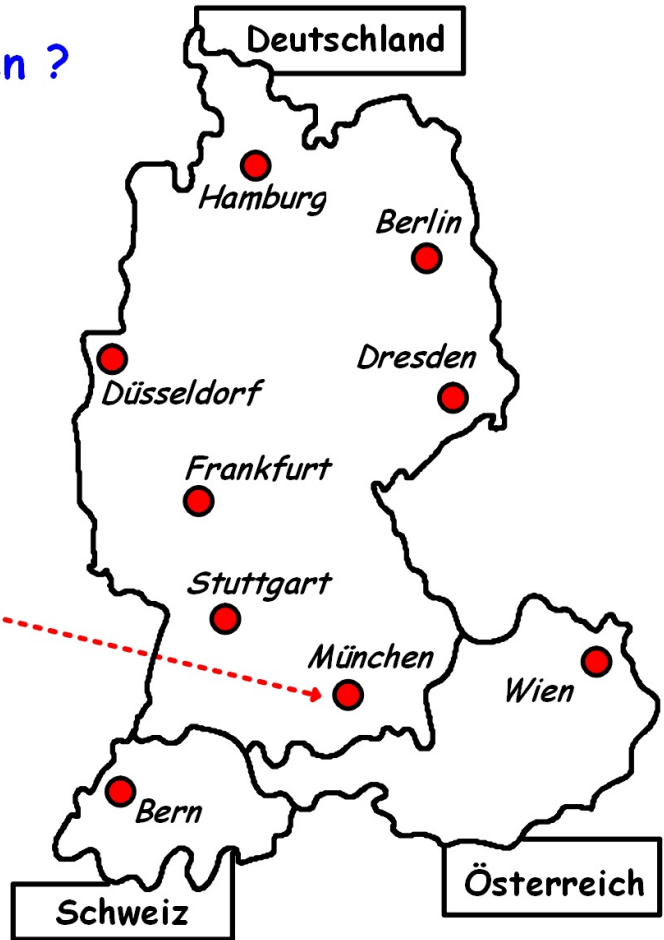 Deutschland
n ?
Hamburg
Berlin
Dresden
Düsseldorf
Frankfurt
Stuttgart
München
Wien
Bern
Österreich
Schweiz